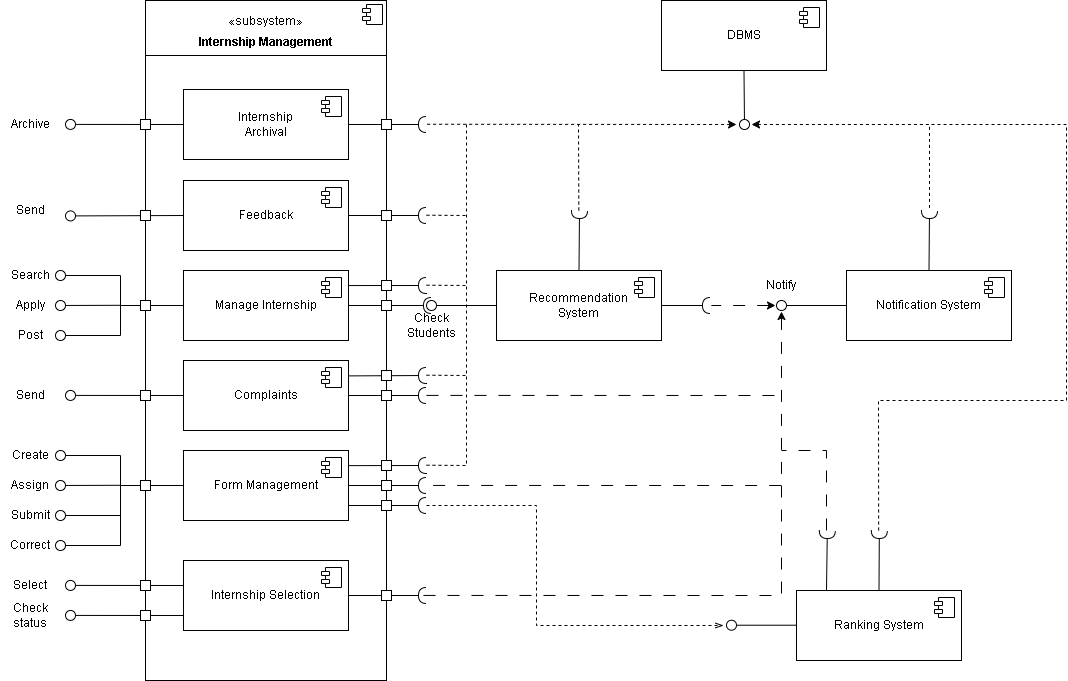 «subsystem»
Internship Management
DBMS
Archive
Internship
Archival
Send
Feedback
Search
Apply
Post
Manage Internship
Check
Students
Recommendation
System
Notify
Notification System
Send
Complaints
Create
Assign
Submit
Correct
Form Management
Select
Check
status
Internship Selection
Ranking System